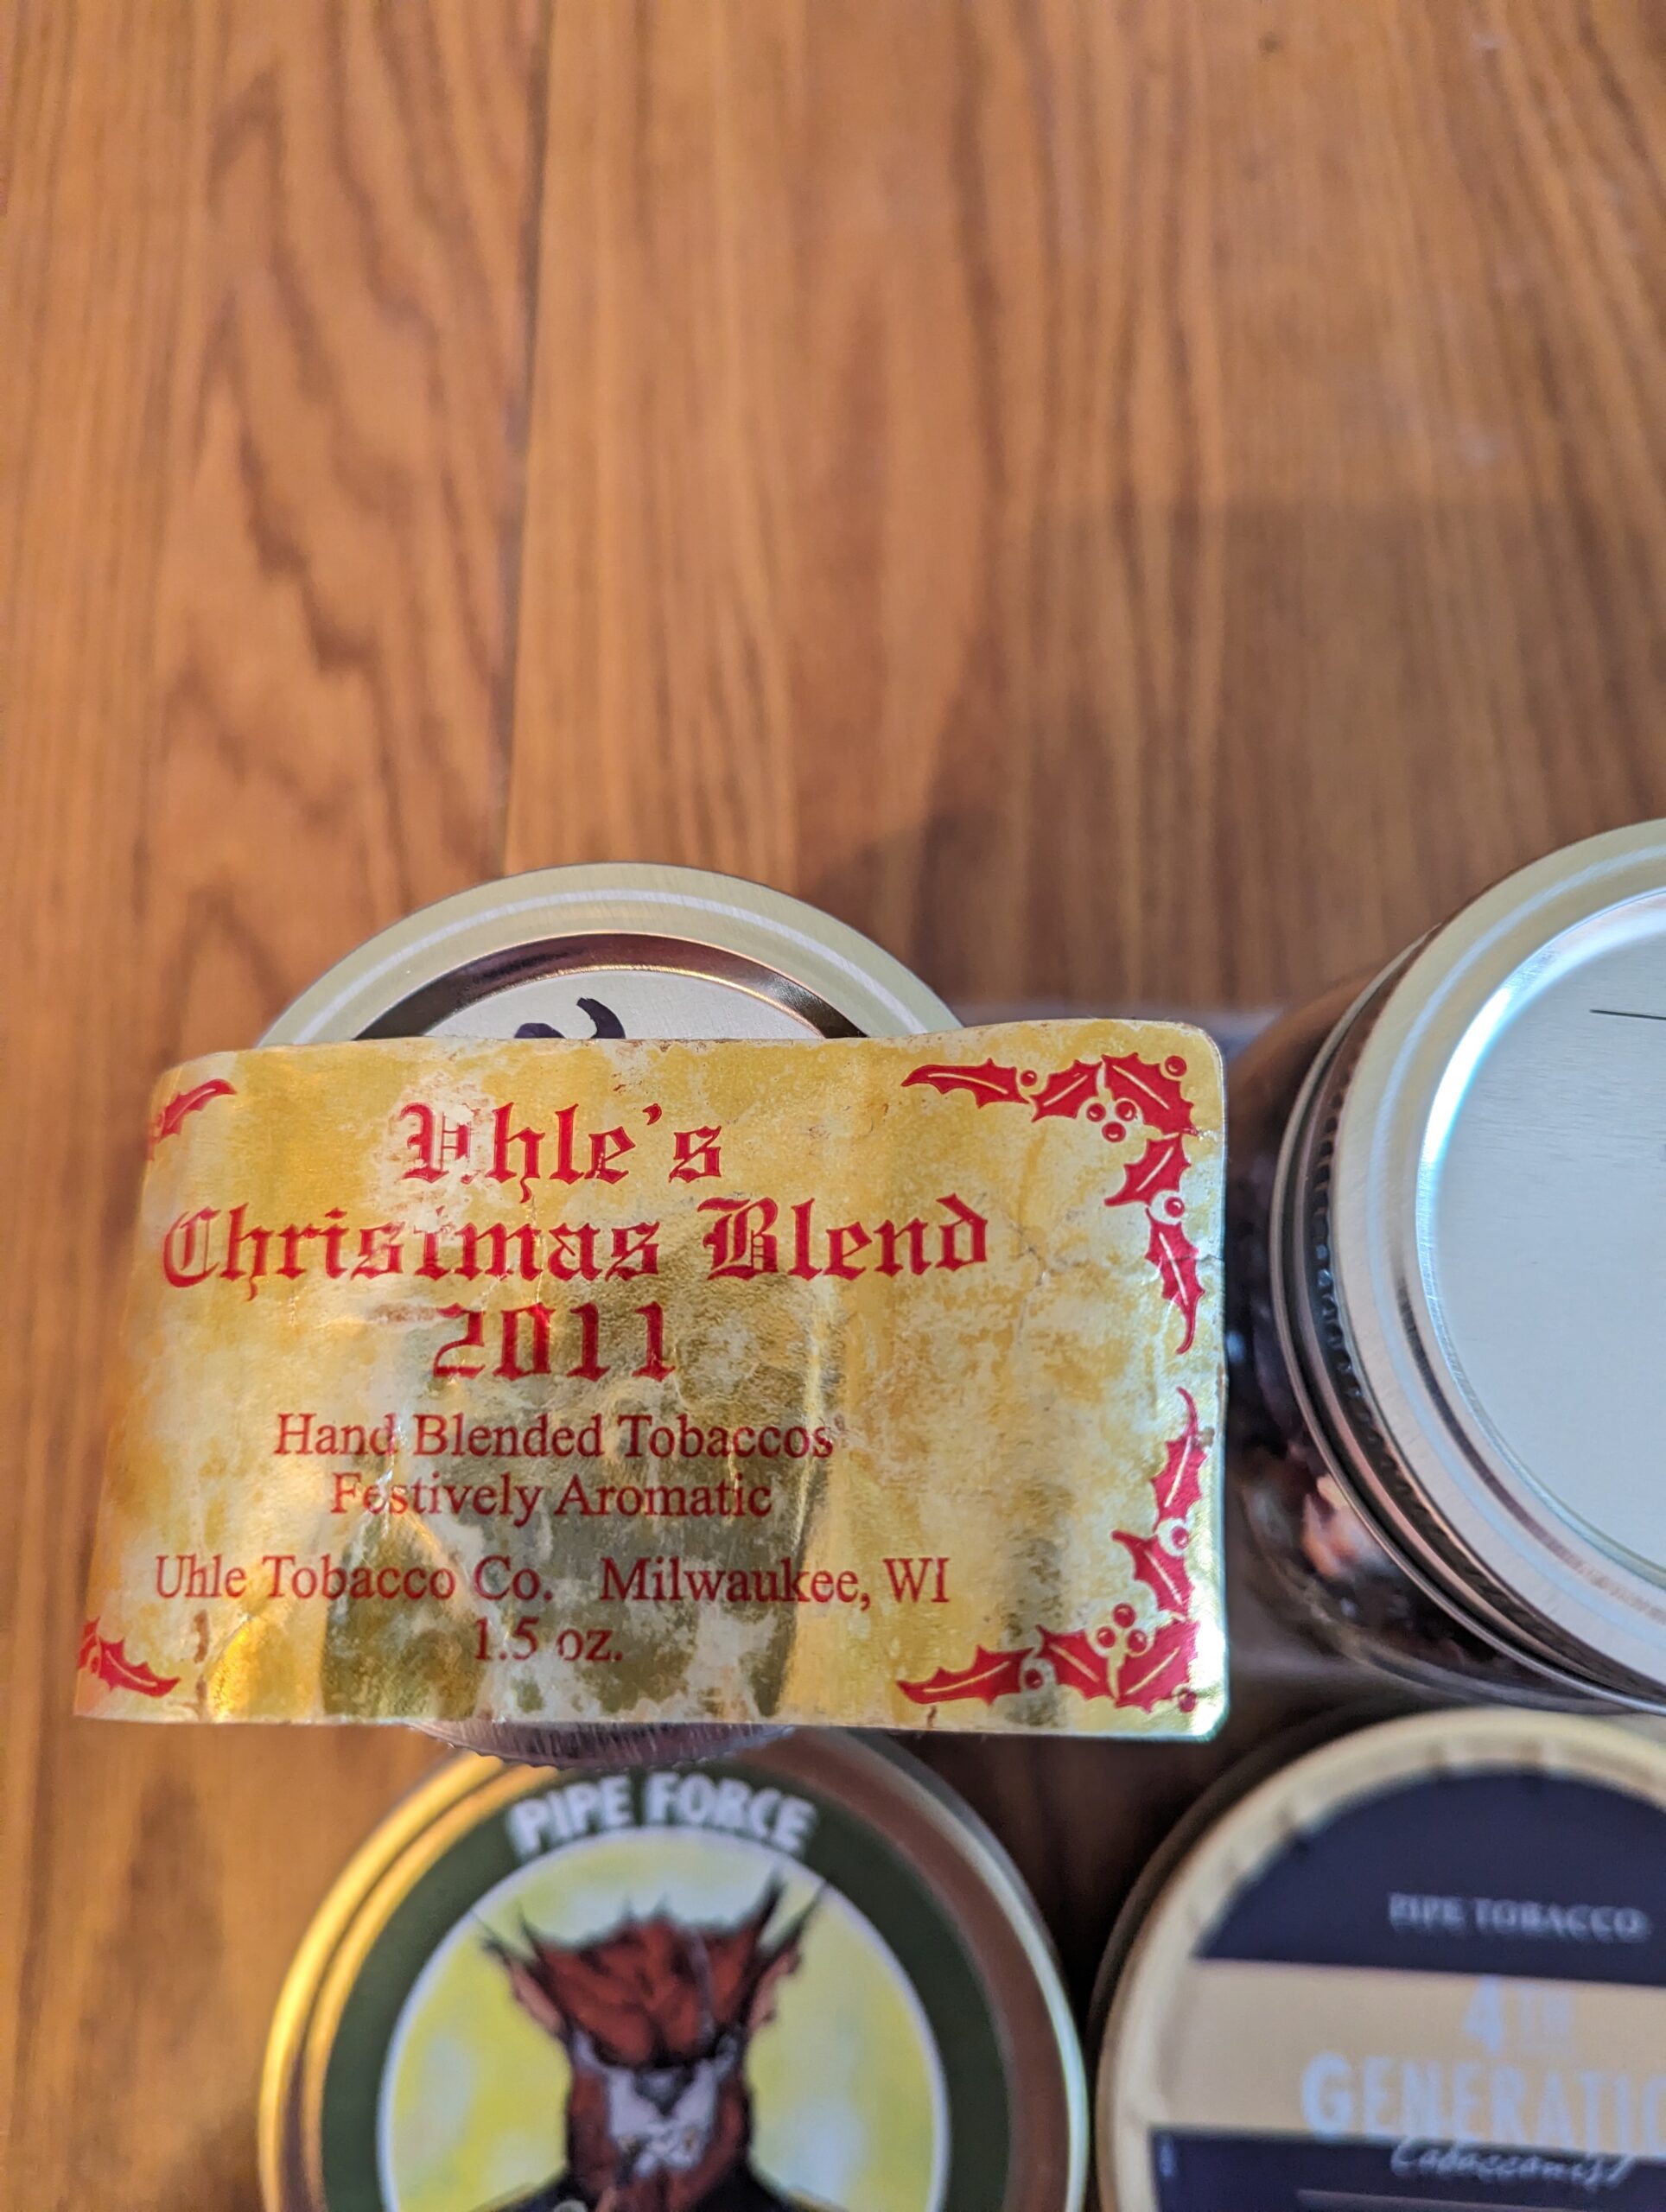 Uhle's
Christmas Blend
2011
Hand Blended Tobaccos
Festively Aromatic
Uhle Tobacco Co. Milwaukee, WI
1.5 oz.
PIPE FORCE
PIPE TOBACCO
4TH